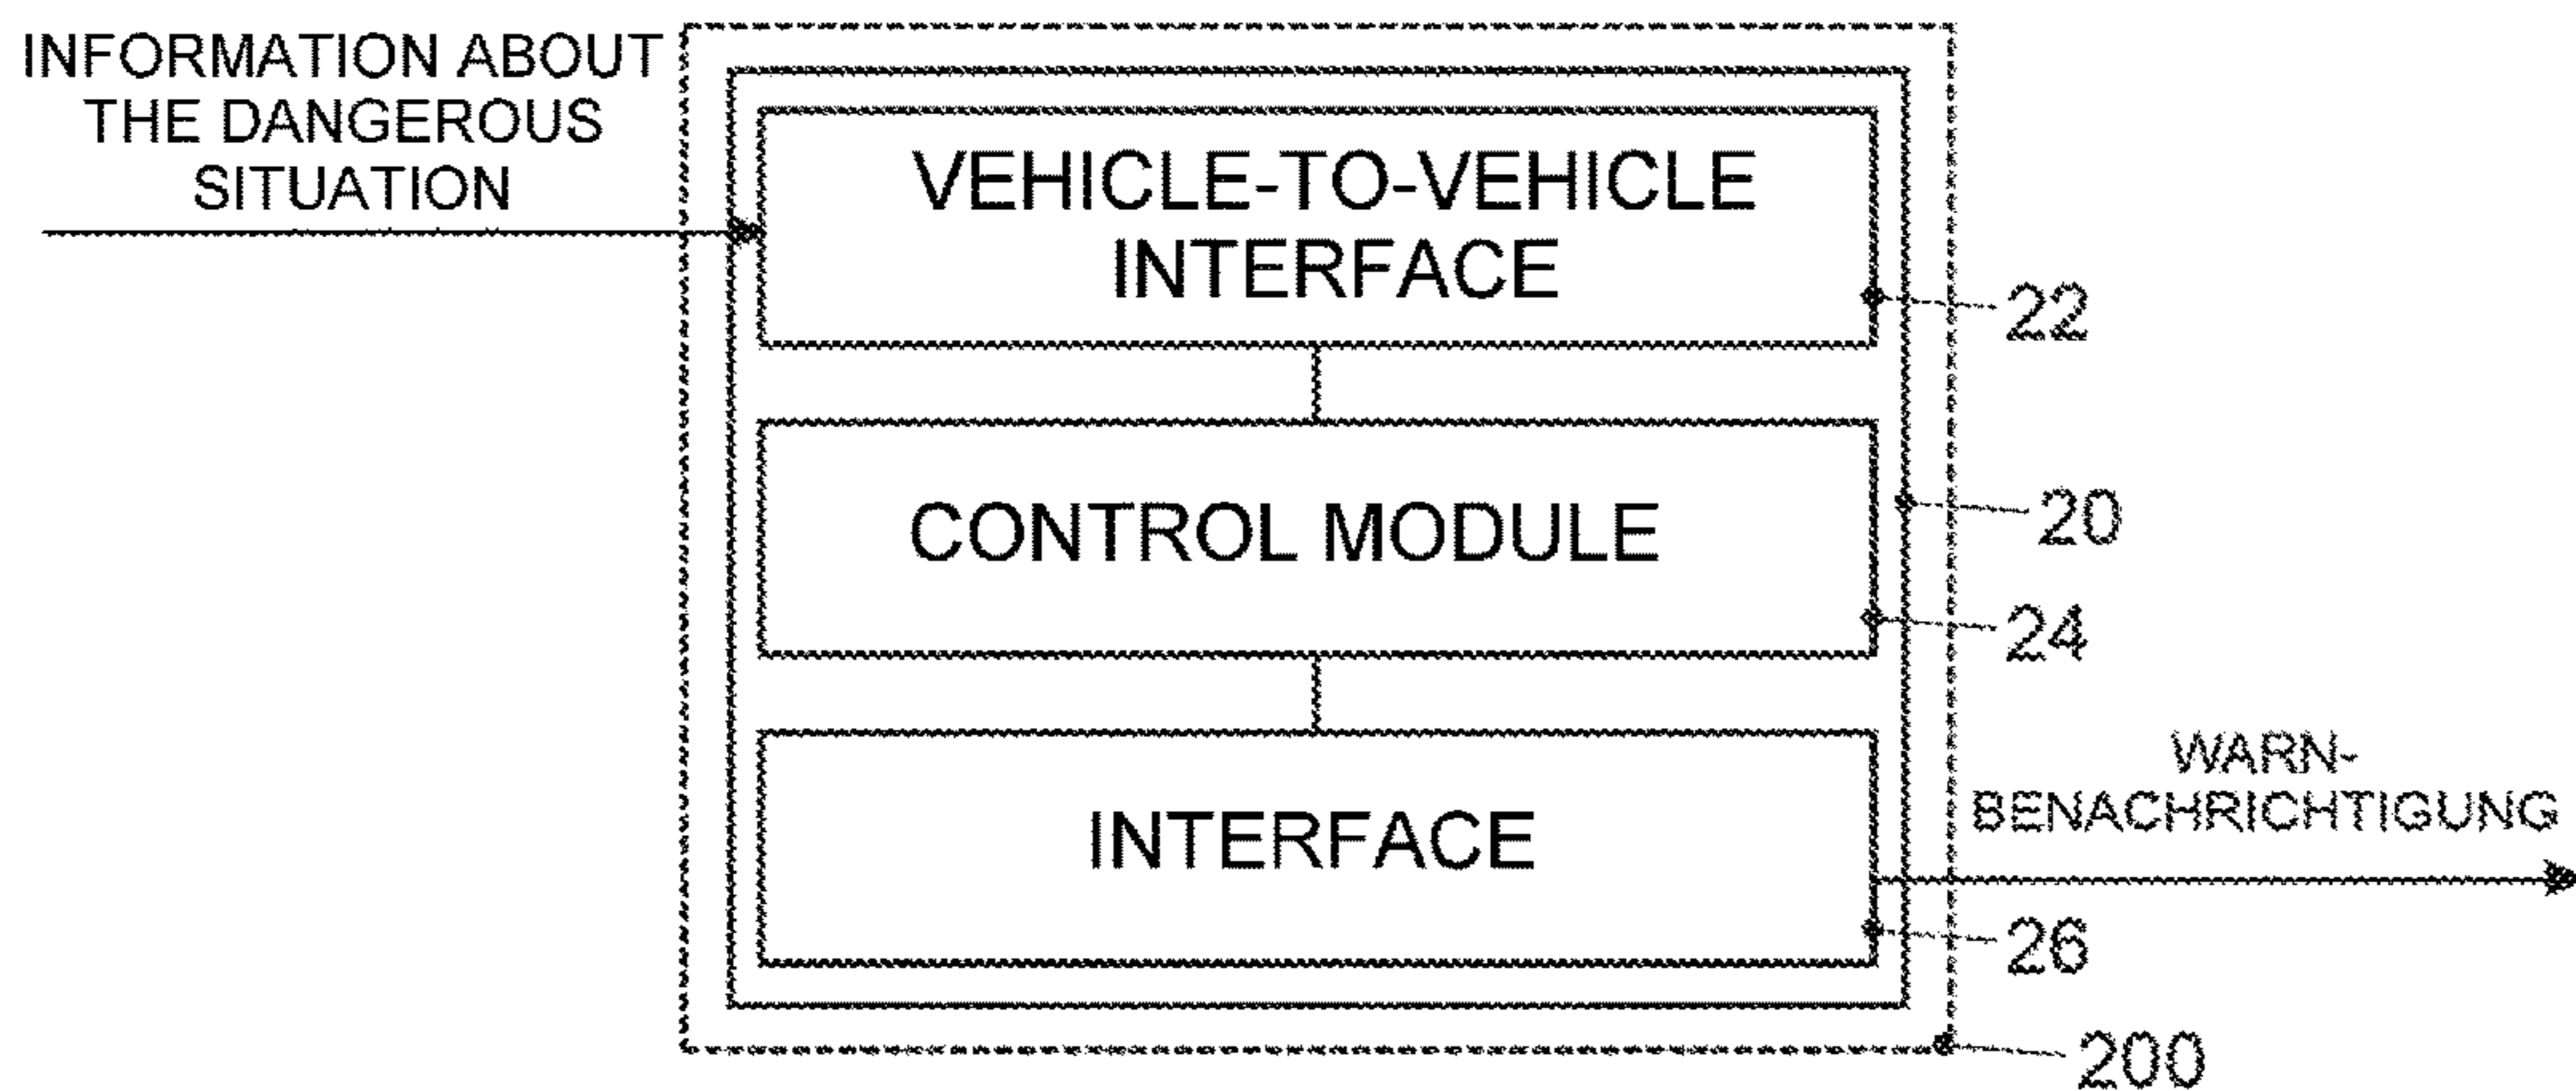 INFORMATION ABOUT
THE DANGEROUS
SITUATION
VEHICLE-TO-VEHICLE
INTERFACE
22
CONTROL MODULE
20
24
INTERFACE
WARN-
BENACHRICHTIGUNG
26
200